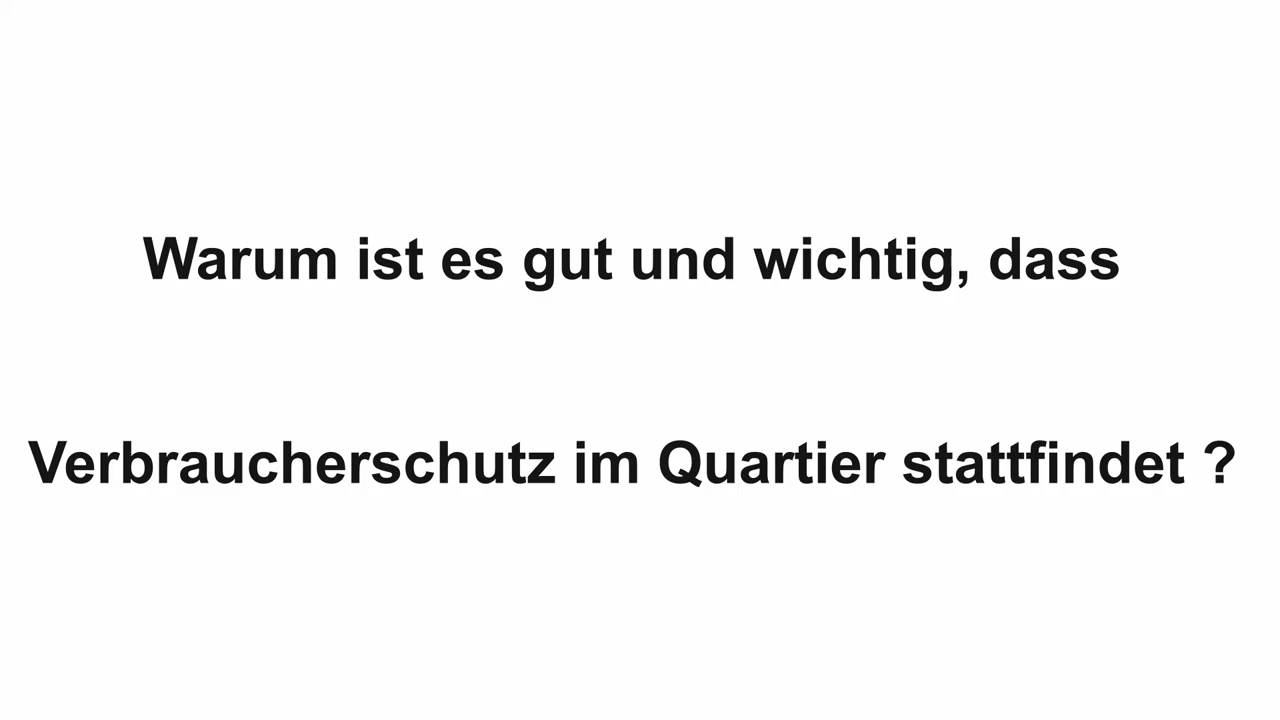 Warum ist es gut und wichtig, dass
Verbraucherschutz im Quartier stattfindet ?